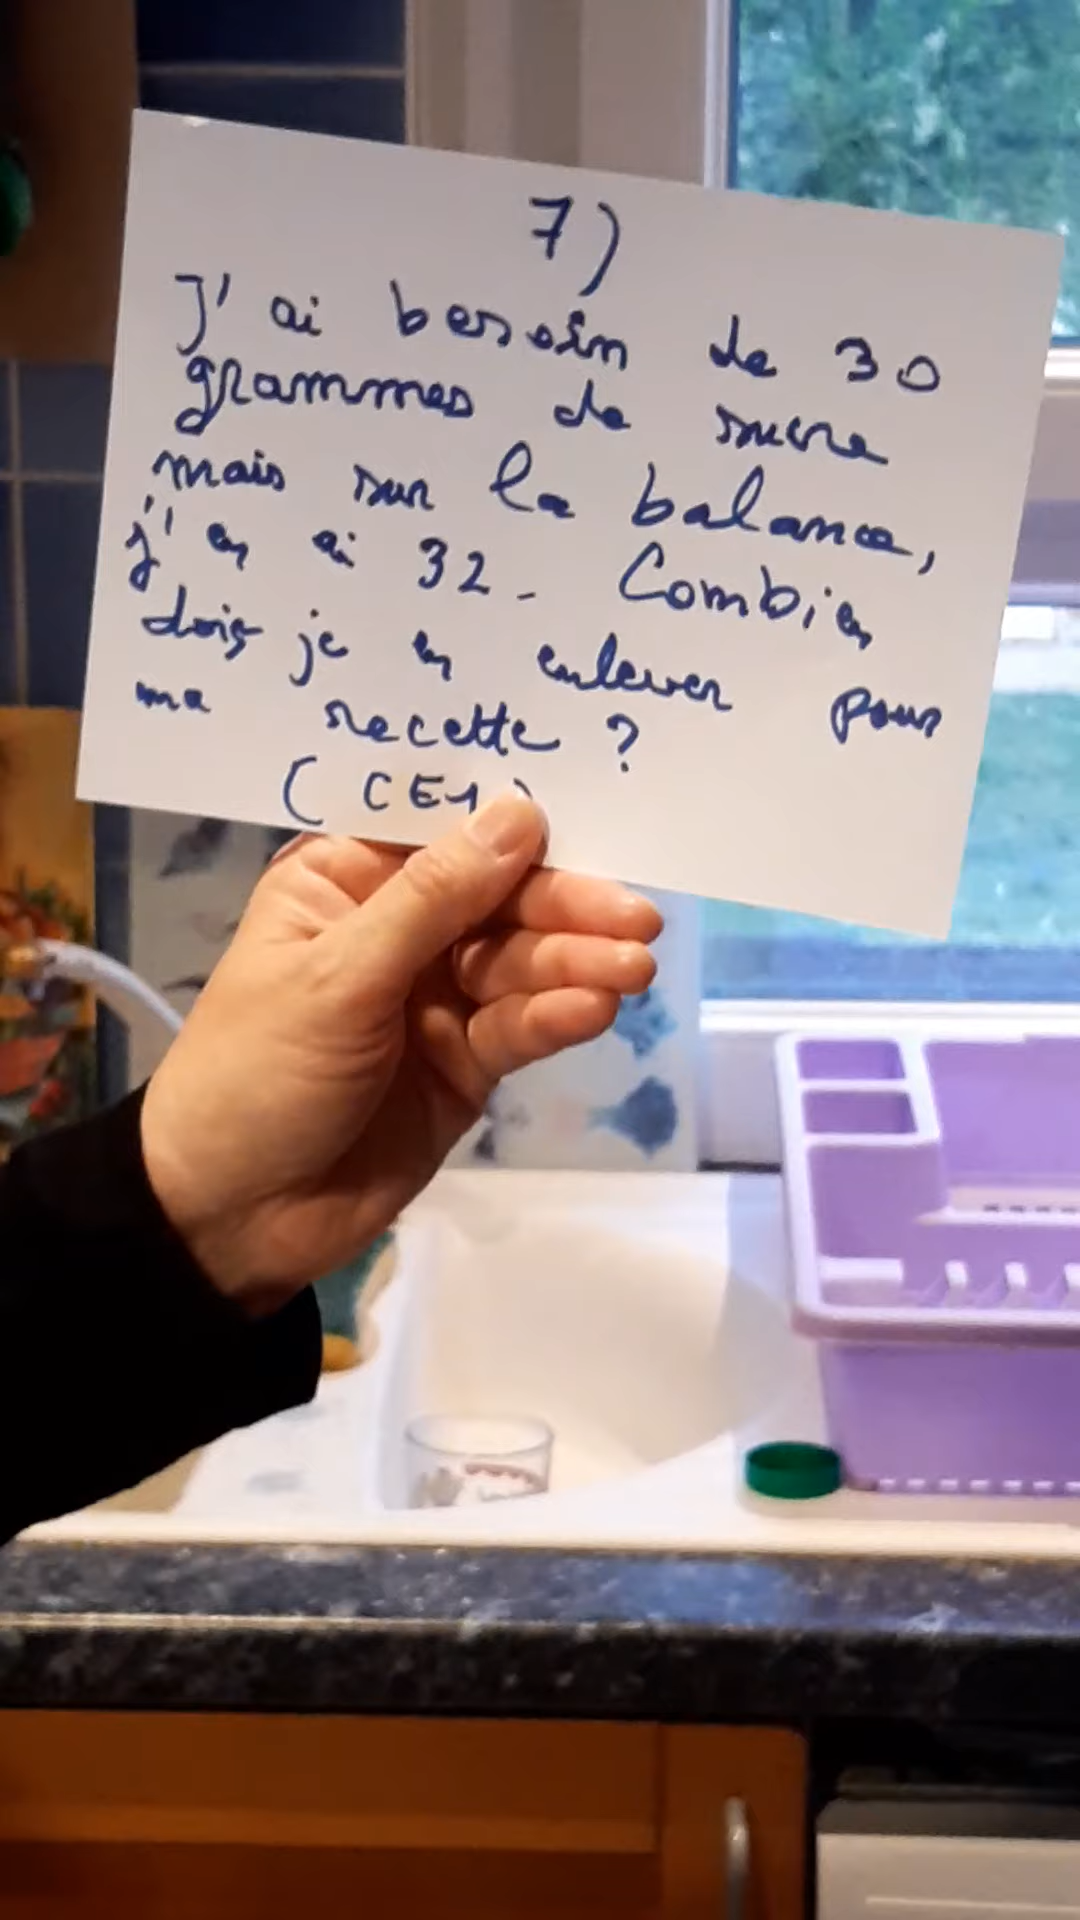 7)
J'ai besoin de 30
grammes de sucre
mais sur la balance,
j'en ai 32. Combien
dois je en enlever pour
ma recette ?
(CE1)